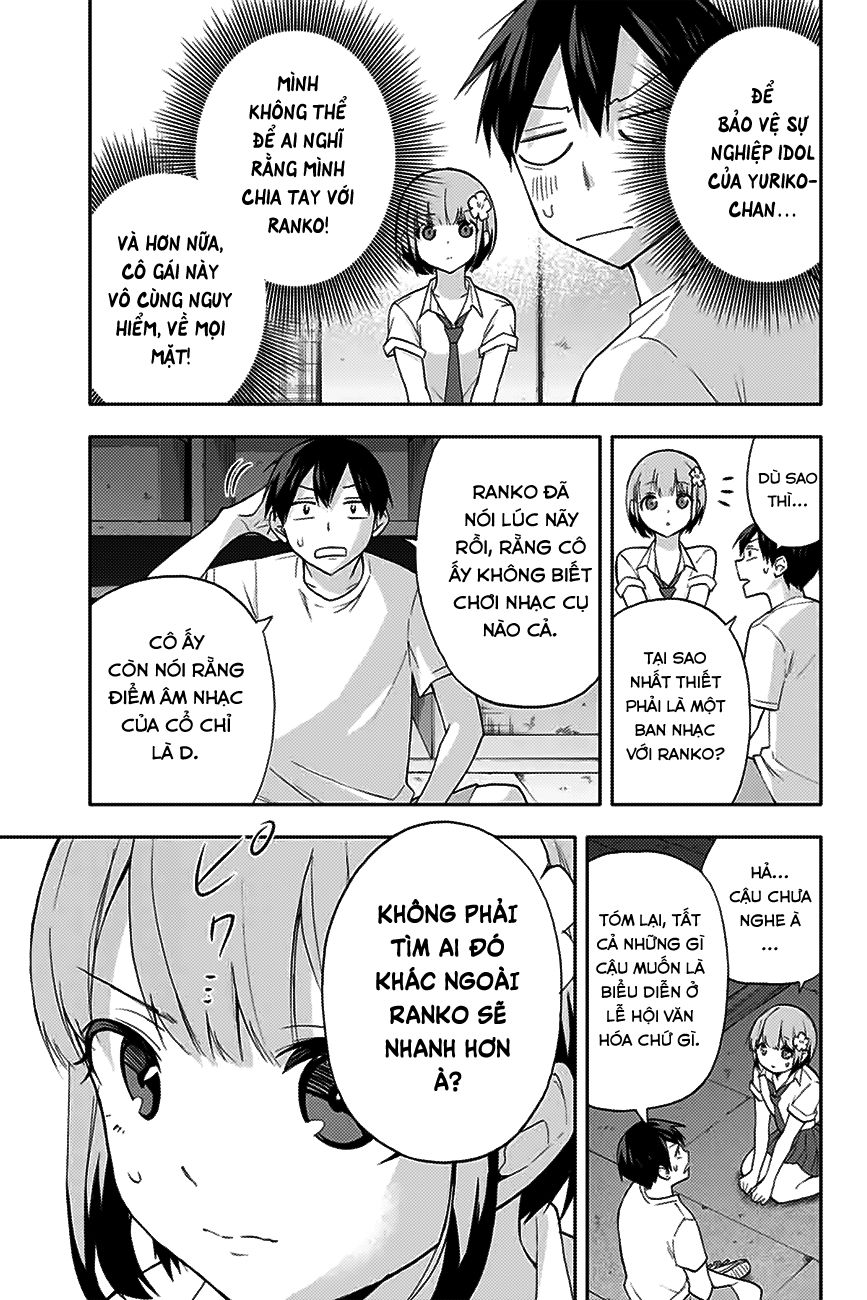 ĐỂ
BẢO VỆ SỰ
NGHIỆP IDOL
CỦA YURIKO-
CHAN...
MÌNH
KHÔNG THỂ
ĐỂ AI NGHĨ
RẰNG MÌNH
CHIA TAY VỚI
RANKO!
VÀ HƠN NỮA,
CÔ GÁI NÀY
VÔ CÙNG NGUY
HIỂM, VỀ MỌI
MẶT!
DÙ SAO
THÌ...
TẠI SAO
NHẤT THIẾT
PHẢI LÀ MỘT
BAN NHẠC
VỚI RANKO?
RANKO ĐÃ
NÓI LÚC NÃY
RỒI, RẰNG CÔ
ẤY KHÔNG BIẾT
CHƠI NHẠC CỤ
NÀO CẢ.
CÔ ẤY
CÒN NÓI RẰNG
ĐIỂM ÂM NHẠC
CỦA CỔ CHỈ
LÀ D.
HẢ...
CẬU CHƯA
NGHE À
...
TÓM LẠI, TẤT
CẢ NHỮNG GÌ
CẬU MUỐN LÀ
BIỂU DIỄN Ở
LỄ HỘI VĂN
HÓA CHỨ GÌ.
KHÔNG PHẢI
TÌM AI ĐÓ
KHÁC NGOÀI
RANKO SẼ
NHANH HƠN
À?
ピク